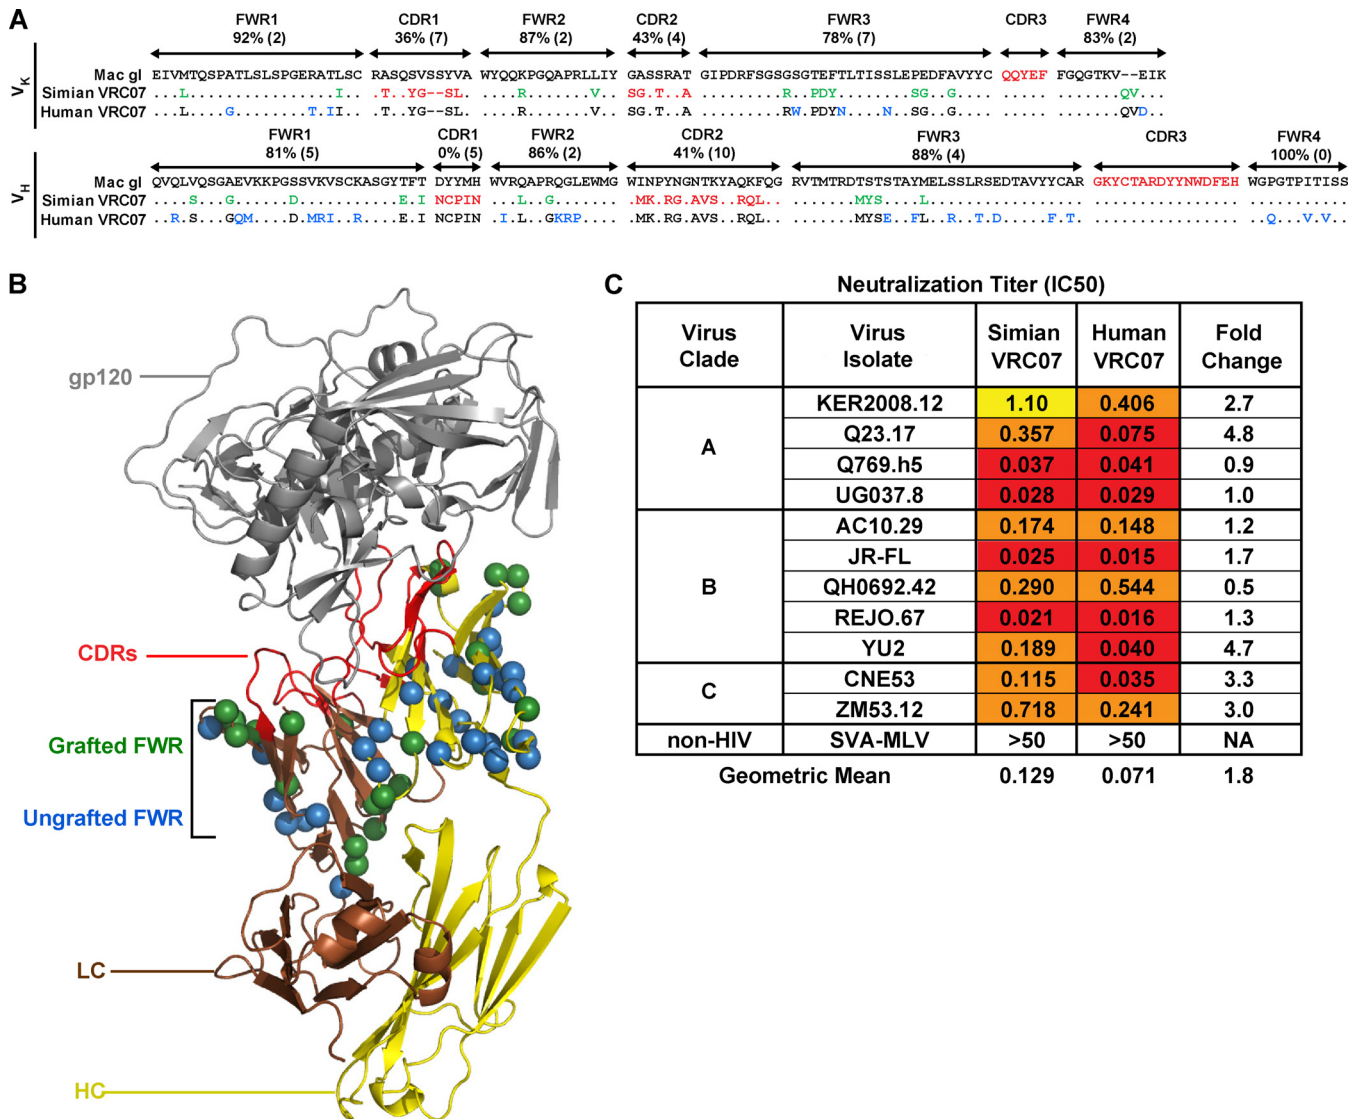 A
FWR1 CDR1 FWR2 CDR2 FWR3 CDR3 FWR4
92% (2) 36% (7) 87% (2) 43% (4) 78% (7) 83% (2)
VK
Mac gl EIVMTQSPATLSLSPGERATLSC RASQSVSSYVA WYQQKPGQAPRLLIY GASSRAT GIPDRFSGSGSGTEFTLTISSLEPEDFAVYYC QQYEF FGQGTKV--EIK
Simian VRC07
Human VRC07
FWR1 CDR1 FWR2 CDR2 FWR3 CDR3 FWR4
81% (5) 0% (5) 86% (2) 41% (10) 88% (4) 100% (0)
VH
Mac gl QVQLVQSGAEVKKPGSSVKVSCKASGYTFT DYYMH WVRQAPRQGLEWMG WINPYNGNTKYAQKFQG RVTMTRDTSTSTAYMELSSLRSEDTAVYYCAR GKYCTARDYYNWDFEH WGPGTPITISS
Simian VRC07
Human VRC07
B
gp120
CDRs
Grafted FWR
Ungrafted FWR
LC
HC
C
Neutralization Titer (IC50)
Virus Clade Virus Isolate Simian VRC07 Human VRC07 Fold Change
A KER2008.12 1.10 0.406 2.7
Q23.17 0.357 0.075 4.8
Q769.h5 0.037 0.041 0.9
UG037.8 0.028 0.029 1.0
B AC10.29 0.174 0.148 1.2
JR-FL 0.025 0.015 1.7
QH0692.42 0.290 0.544 0.5
REJO.67 0.021 0.016 1.3
YU2 0.189 0.040 4.7
C CNE53 0.115 0.035 3.3
ZM53.12 0.718 0.241 3.0
non-HIV SVA-MLV >50 >50 NA
Geometric Mean 0.129 0.071 1.8